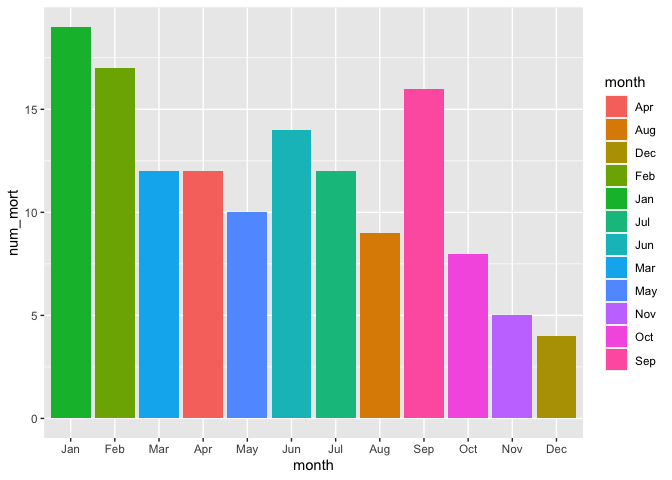 num_mort
15
10
5
0
Jan Feb Mar Apr May Jun Jul Aug Sep Oct Nov Dec
month
month
Apr
Aug
Dec
Feb
Jan
Jul
Jun
Mar
May
Nov
Oct
Sep